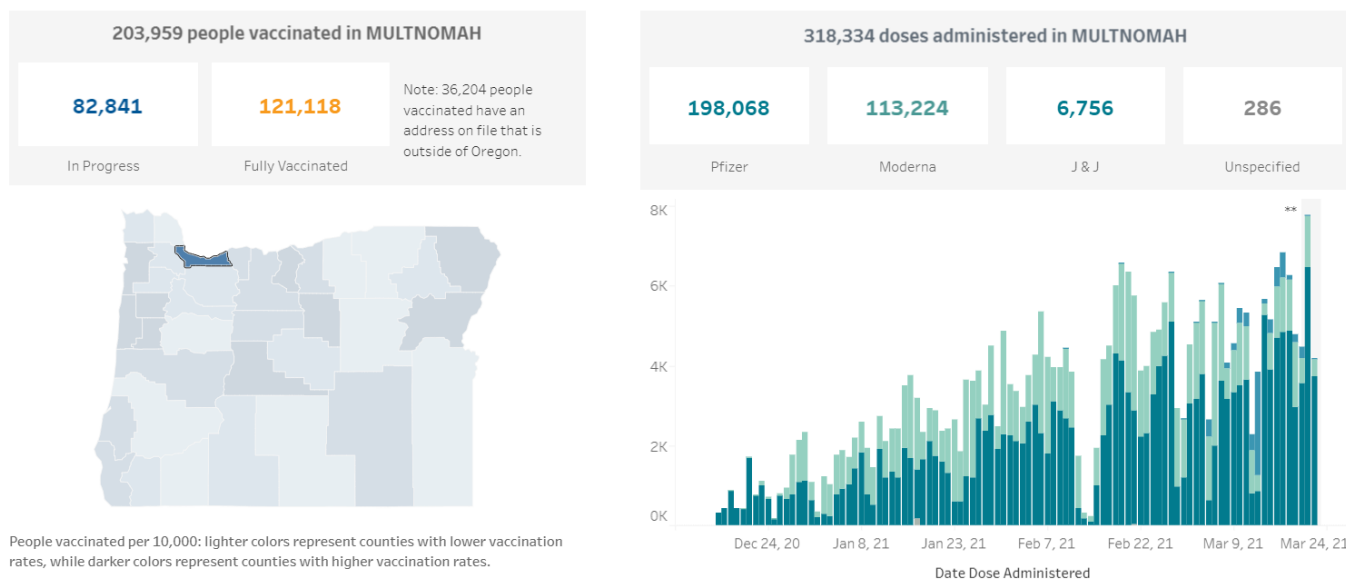 203,959 people vaccinated in MULTNOMAH
82,841
In Progress
121,118
Fully Vaccinated
Note: 36,204 people
vaccinated have an
address on file that is
outside of Oregon.
People vaccinated per 10,000: lighter colors represent counties with lower vaccination
rates, while darker colors represent counties with higher vaccination rates.
318,334 doses administered in MULTNOMAH
198,068
Pfizer
113,224
Moderna
6,756
J & J
286
Unspecified
8K
6K
4K
2K
0K
**
Dec 24, 20
Jan 8, 21
Jan 23, 21
Feb 7, 21
Feb 22, 21
Mar 9, 21
Mar 24, 21
Date Dose Administered